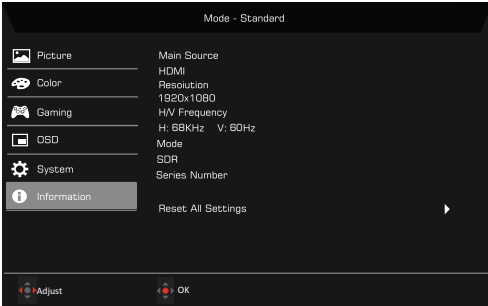 Mode - Standard
Picture
Color
Gaming
OSD
System
Information
Main Source
HDMI
Resoiution
1920x1080
H/V Frequency
H: 68KHz V: 60Hz
Mode
SDR
Series Number
Reset All Settings
Adjust
OK